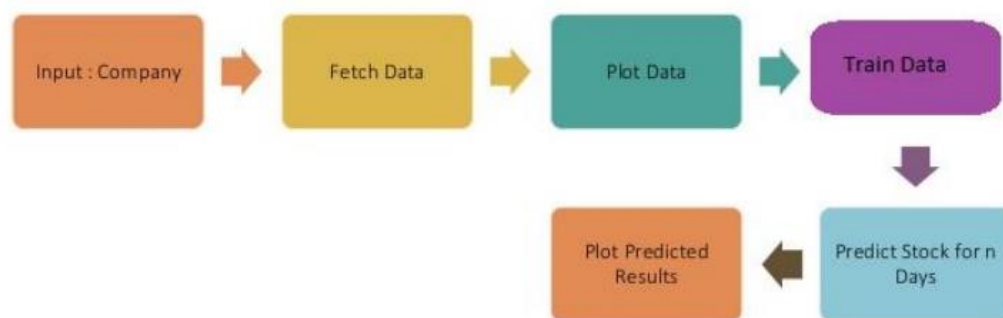 Input : Company
Fetch Data
Plot Data
Train Data
Predict Stock for n
Days
Plot Predicted
Results